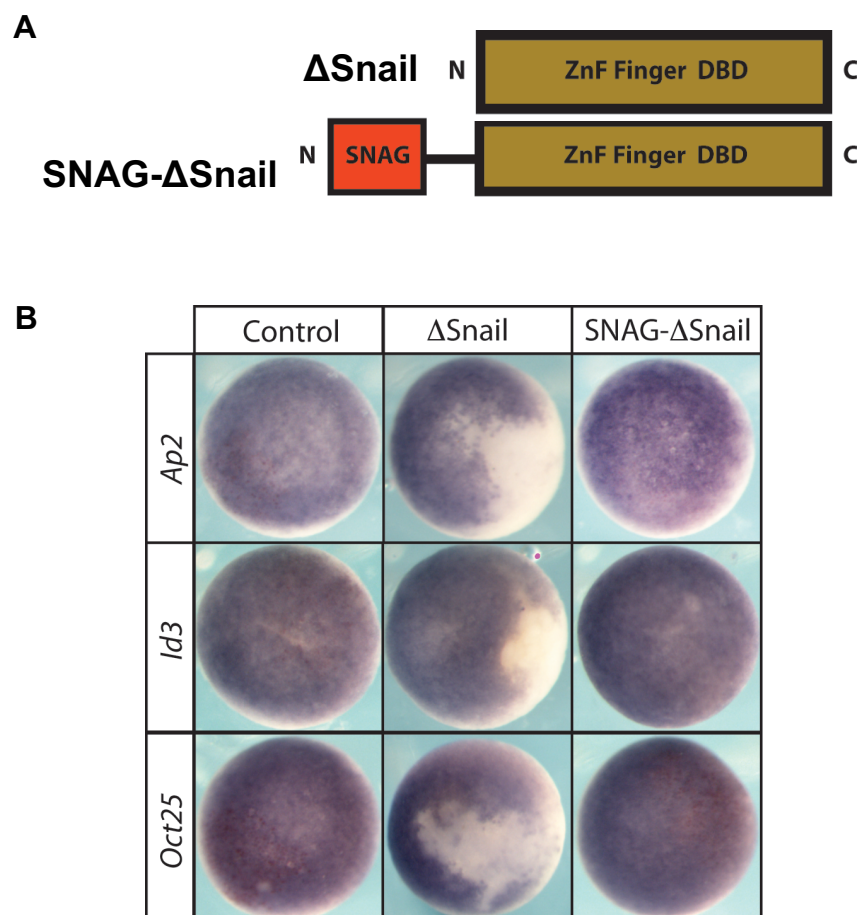 A
ΔSnail N ZnF Finger DBD C
SNAG-ΔSnail N SNAG ZnF Finger DBD C
B
Control ΔSnail SNAG-ΔSnail
Ap2
Id3
Oct25